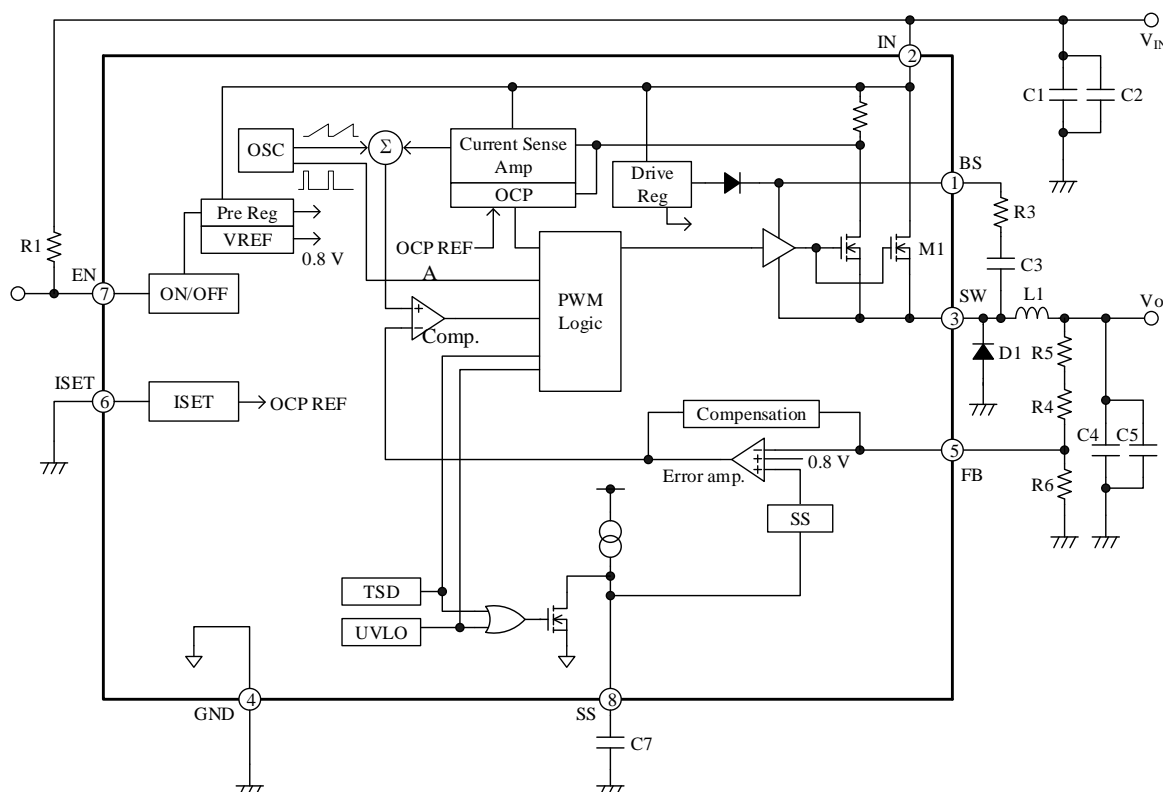 IN
2
VIN
C1
C2
OSC
Σ
Current Sense
Amp
OCP
Drive
Reg
BS
1
R3
Pre Reg
VREF
0.8 V
OCP REF
R1
EN
7
ON/OFF
A
PWM
Logic
M1
C3
SW
3
L1
Vo
+
−
Comp.
D1
R5
ISET
6
ISET
OCP REF
R4
Compensation
C4
C5
−
+
+
0.8 V
Error amp.
5
FB
R6
SS
TSD
UVLO
4
GND
8
SS
C7